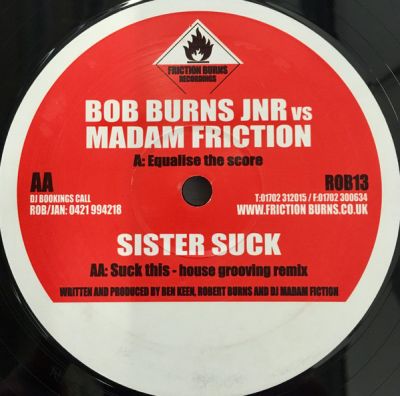 FRICTION BURNS
RECORDINGS
BOB BURNS JNR vs
MADAM FRICTION
A: Equalise the score
AA
ROB13
DJ BOOKINGS CALL
ROB/JAN: 0421 994218
T:01702 312015 / F:01702 300634
WWW.FRICTION BURNS.CO.UK
SISTER SUCK
AA: Suck this - house grooving remix
WRITTEN AND PRODUCED BY BEN KEEN, ROBERT BURNS AND DJ MADAM FICTION